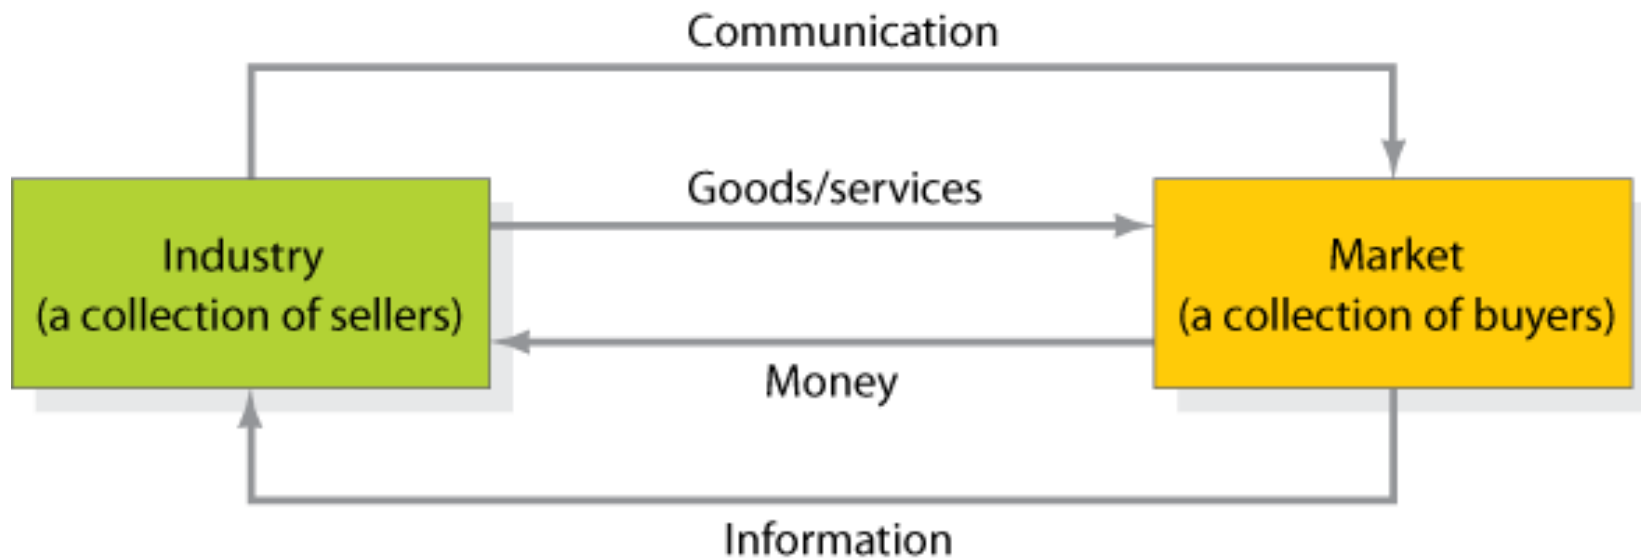 Communication
Goods/services
Industry
(a collection of sellers)
Market
(a collection of buyers)
Money
Information